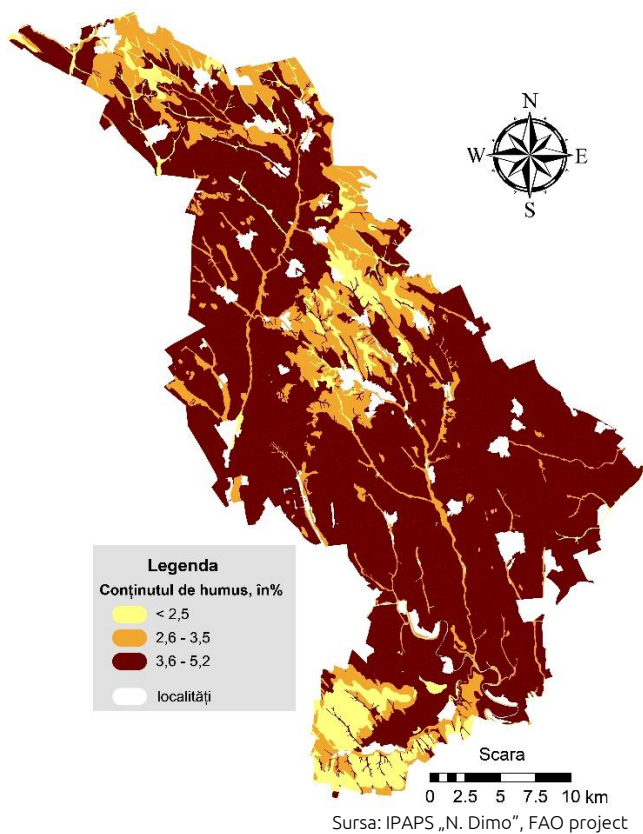 N
W E
S
Legenda
Conținutul de humus, în%
< 2,5
2,6 - 3,5
3,6 - 5,2
localități
Scara
0 2.5 5 7.5 10 km
Sursa: IPAPS „N. Dimo”, FAO project